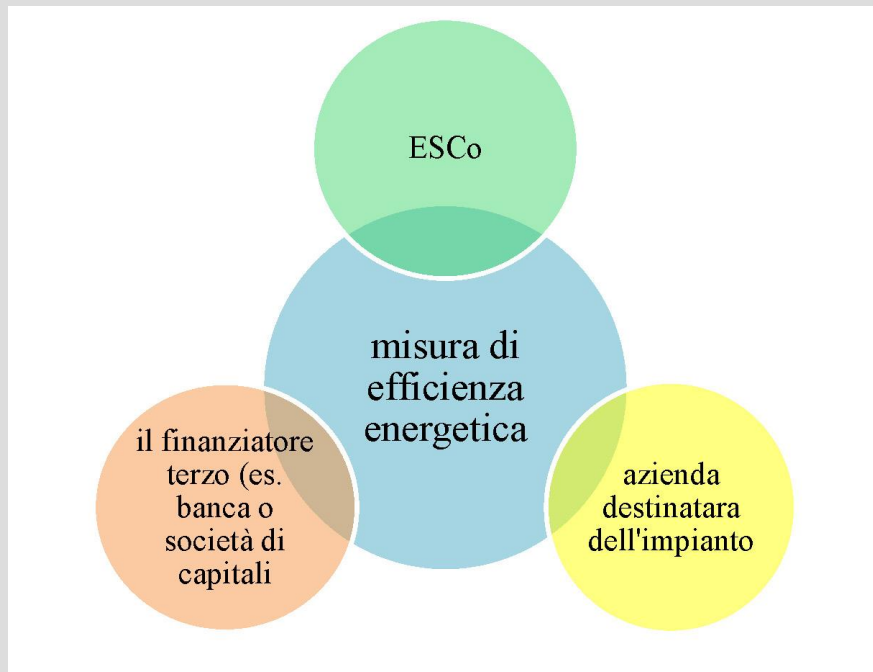 ESCo
misura di
efficienza
energetica
il finanziatore
terzo (es.
banca o
società di
capitali
azienda
destinatara
dell'impianto